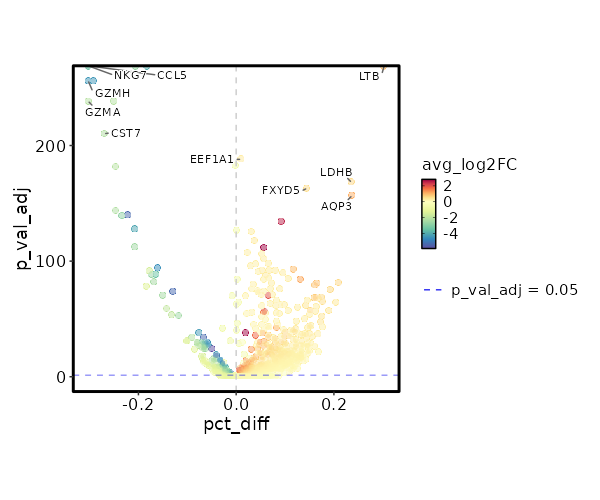 NKG7 CCL5
LTB
GZMH
GZMA
CST7
EEF1A1
LDHB
FXYD5
AQP3
200
100
0
p_val_adj
-0.2 0.0 0.2
pct_diff
avg_log2FC
2
0
-2
-4
p_val_adj = 0.05